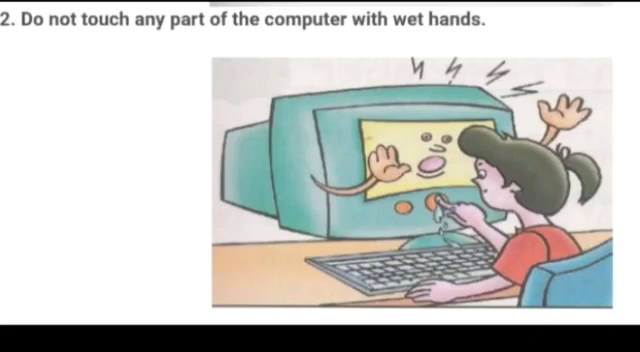 2. Do not touch any part of the computer with wet hands.